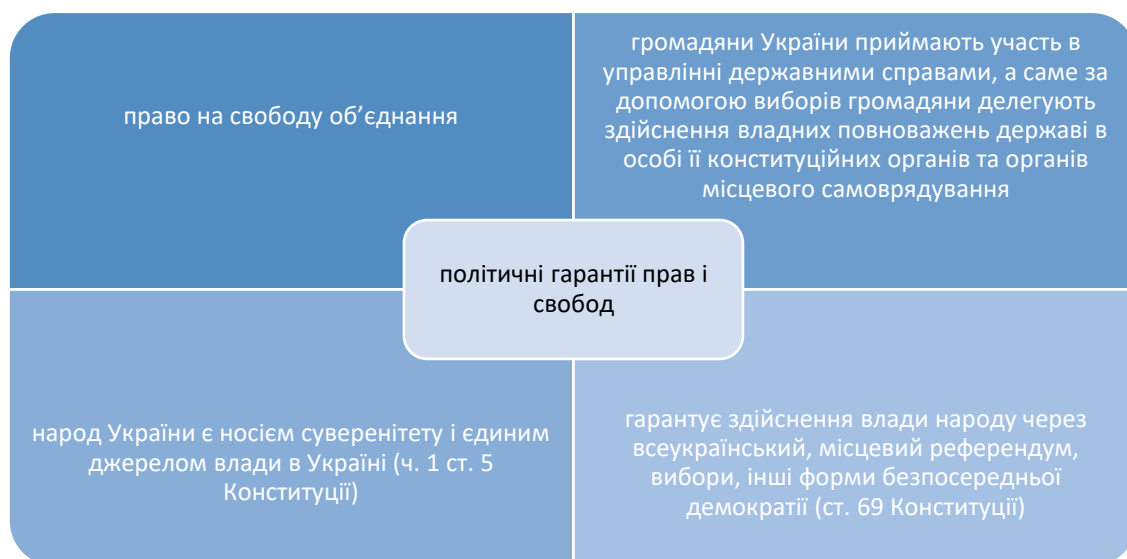 право на свободу об’єднання
громадяни України приймають участь в
управлінні державними справами, а саме за
допомогою виборів громадяни делегують
здійснення владних повноважень державі в
особі її конституційних органів та органів
місцевого самоврядування
політичні гарантії прав і
свобод
народ України є носієм суверенітету і єдиним
джерелом влади в Україні (ч. 1 ст. 5
Конституції)
гарантує здійснення влади народу через
всеукраїнський, місцевий референдум,
вибори, інші форми безпосередньої
демократії (ст. 69 Конституції)